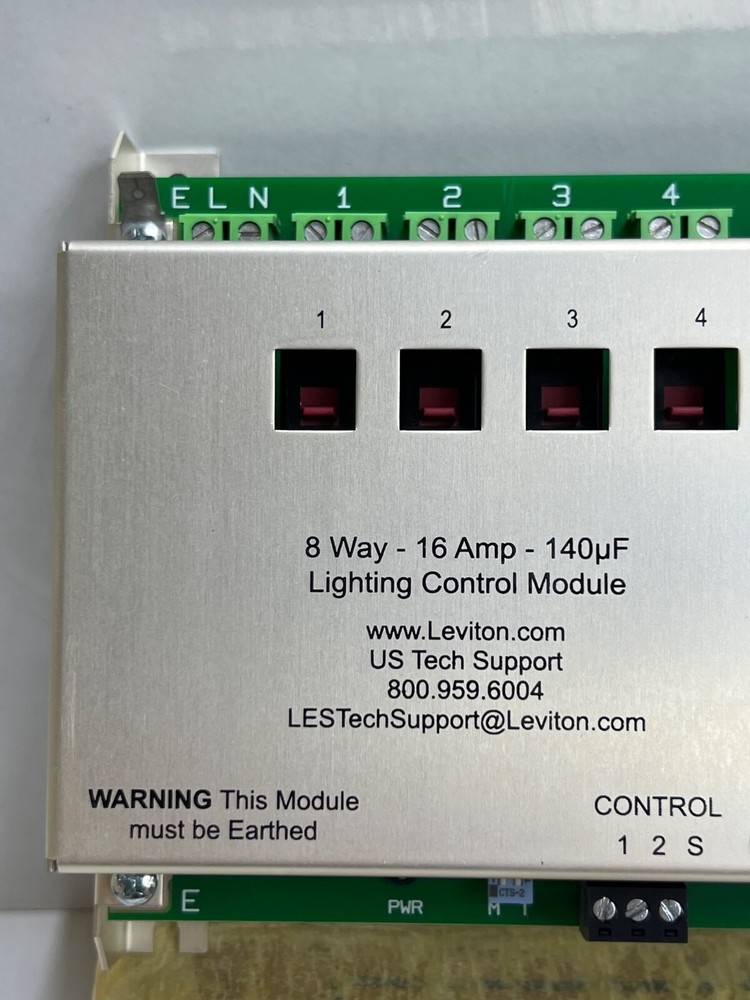 E L N 1 2 3 4
1 2 3 4
8 Way - 16 Amp - 140µF
Lighting Control Module
www.Leviton.com
US Tech Support
800.959.6004
LESTechSupport@Leviton.com
WARNING This Module
must be Earthed
CONTROL
1 2 S
E
PWR
CTS-2
M T